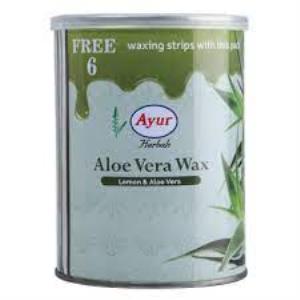 FREE waxing strips with this pack
6
Ayur
Herbals
Aloe Vera Wax
Lemon & Aloe Vera